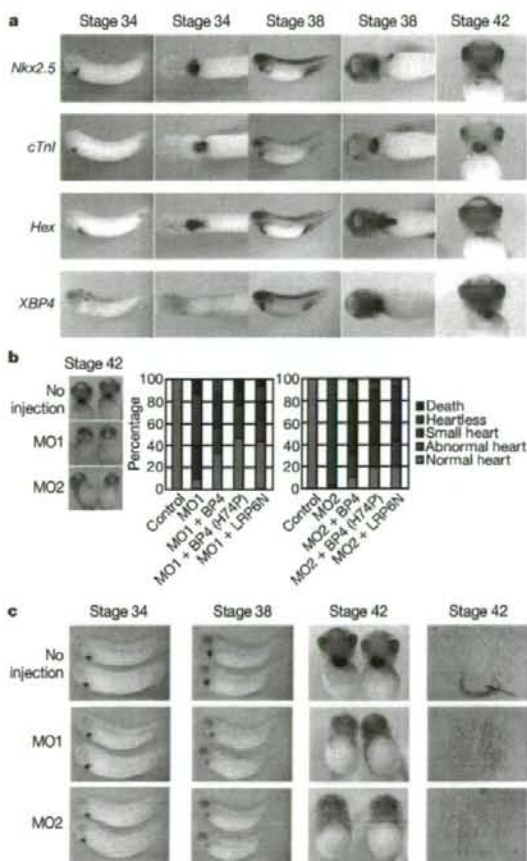 a
Stage 34 Stage 34 Stage 38 Stage 38 Stage 42
Nkx2.5
cTnI
Hex
XBP4
b
Stage 42
No injection
MO1
MO2
Percentage
100
80
60
40
20
0
Control
MO1
MO1 + BP4
MO1 + BP4 (H74P)
MO1 + LRP6N
100
80
60
40
20
0
Control
MO2
MO2 + BP4
MO2 + BP4 (H74P)
MO2 + LRP6N
Death
Heartless
Small heart
Abnormal heart
Normal heart
c
Stage 34 Stage 38 Stage 42 Stage 42
No injection
MO1
MO2